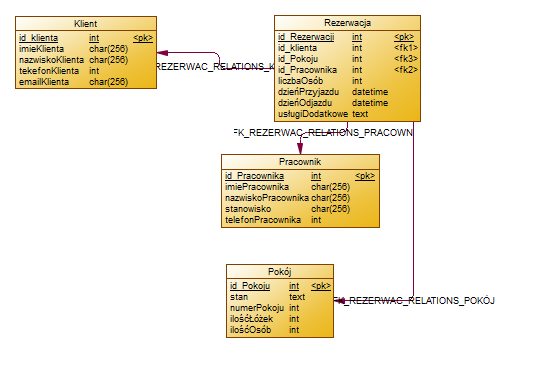 Klient
id_klienta int <pk>
imieKlienta char(256)
nazwiskoKlienta char(256)
tekefonKlienta int
emailKlienta char(256)
Rezerwacja
id_Rezerwacji int <pk>
id_klienta int <fk1>
id_Pokoju int <fk3>
id_Pracownika int <fk2>
liczbaOsób int
dzieńPrzyjazdu datetime
dzieńOdjazdu datetime
usługiDodatkowe text
REZERWAC_RELATIONS_K
FK_REZERWAC_RELATIONS_PRACOWN
Pracownik
id_Pracownika int <pk>
imiePracownika char(256)
nazwiskoPracownika char(256)
stanowisko char(256)
telefonPracownika int
Pokój
id_Pokoju int <pk>
stan text
numerPokoju int
ilośćŁóżek int
ilośćOsób int
FK_REZERWAC_RELATIONS_POKÓJ